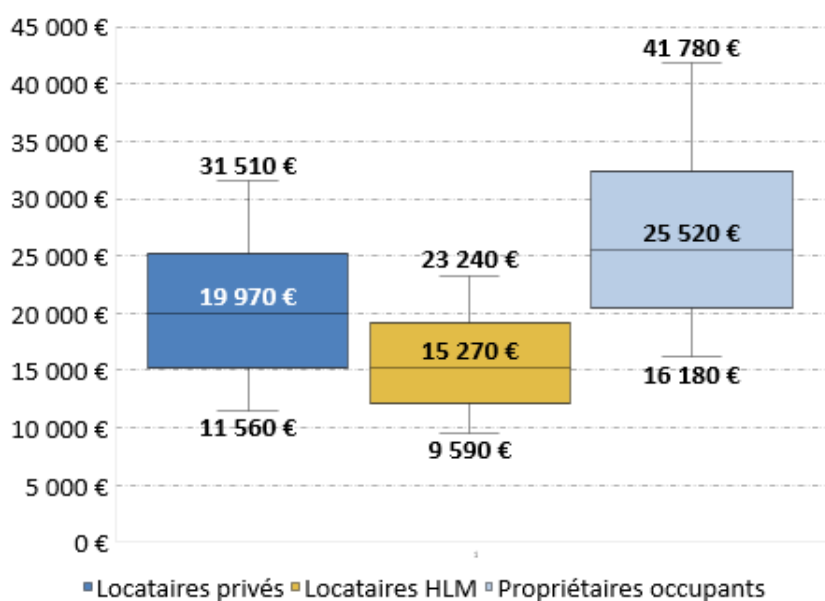 45 000 €
40 000 €
35 000 €
30 000 €
25 000 €
20 000 €
15 000 €
10 000 €
5 000 €
0 €
31 510 €
19 970 €
11 560 €
23 240 €
15 270 €
9 590 €
41 780 €
25 520 €
16 180 €
1
Locataires privés Locataires HLM Propriétaires occupants